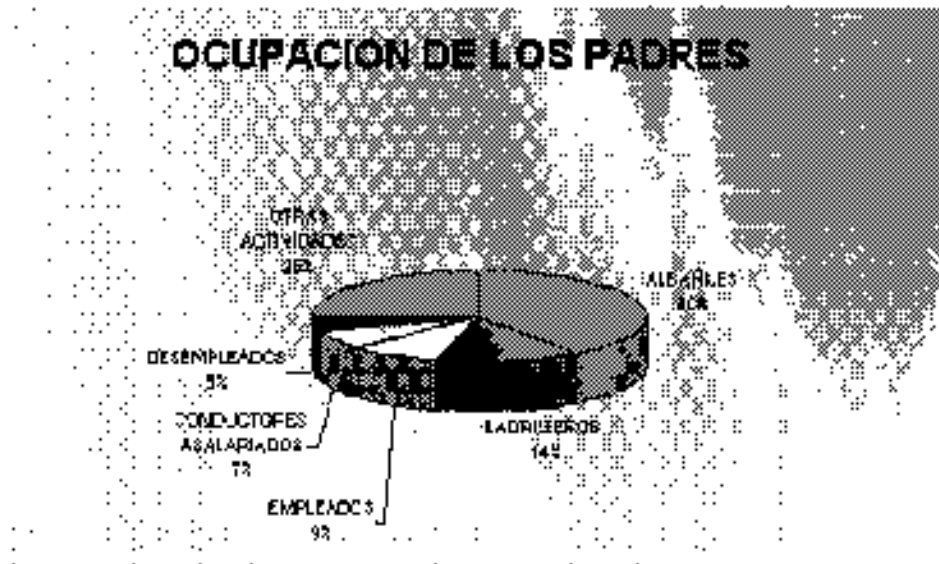 OCUPACION DE LOS PADRES
OTRAS
ACTIVIDADES
ALBAÑILES
DESEMPLEADOS
5%
CONDUCTORES
ASALARIADOS
7%
LADRILLEROS
14%
EMPLEADOS
9%